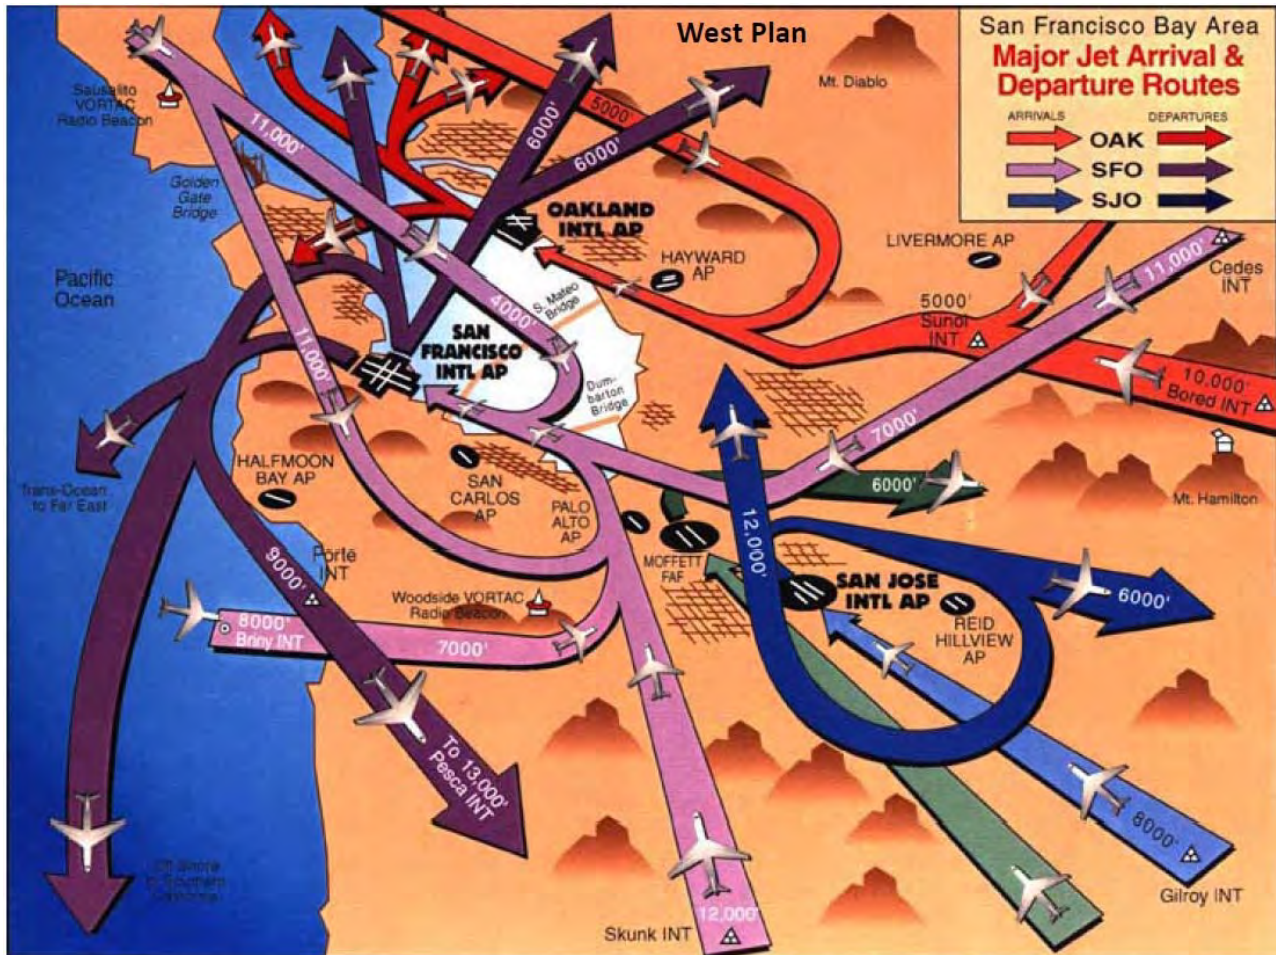 West Plan
San Francisco Bay Area
Major Jet Arrival &
Departure Routes
ARRIVALS
DEPARTURES
OAK
SFO
SJO
Mt. Diablo
Sausalito
VORTAC
Radio Beacon
11,000'
5000'
6000'
6000'
Golden
Gate
Bridge
OAKLAND
INTL AP
HAYWARD
AP
LIVERMORE AP
11,000'
Cedes
INT
Pacific
Ocean
S. Mateo
Bridge
4000'
5000'
Sunol
INT
SAN
FRANCISCO
INTL AP
11,000'
10,000'
Bored INT
Dum-
barton
Bridge
7000'
HALFMOON
BAY AP
SAN
CARLOS
AP
PALO
ALTO
AP
6000'
Mt. Hamilton
Trans-Ocean
to Far East
12,000'
MOFFETT
FAF
9000'
Porte
INT
SAN JOSE
INTL AP
REID
HILLVIEW
AP
6000'
Woodside VORTAC
Radio Beacon
8000'
Briny INT
7000'
To 13,000'
Pesca INT
8000'
Gilroy INT
Off Shore
to Southern
California
12,000'
Skunk INT